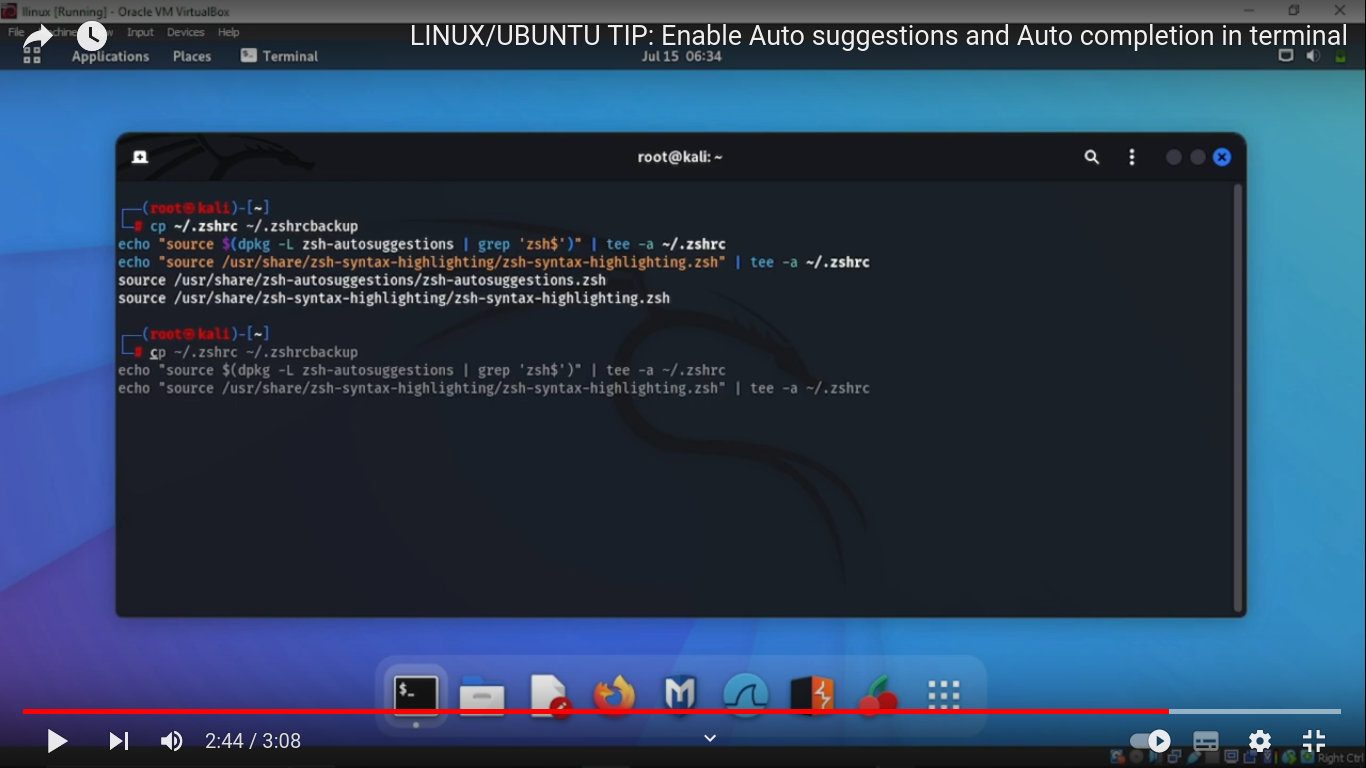 llinux [Running] - Oracle VM VirtualBox
File Machine View Input Devices Help
LINUX/UBUNTU TIP: Enable Auto suggestions and Auto completion in terminal
Applications Places Terminal
Jul 15 06:34
root@kali: ~
┌──(root㉿kali)-[~]
└─# cp ~/.zshrc ~/.zshrcbackup
echo "source $(dpkg -L zsh-autosuggestions | grep 'zsh$')" | tee -a ~/.zshrc
echo "source /usr/share/zsh-syntax-highlighting/zsh-syntax-highlighting.zsh" | tee -a ~/.zshrc
source /usr/share/zsh-autosuggestions/zsh-autosuggestions.zsh
source /usr/share/zsh-syntax-highlighting/zsh-syntax-highlighting.zsh
┌──(root㉿kali)-[~]
└─# cp ~/.zshrc ~/.zshrcbackup
echo "source $(dpkg -L zsh-autosuggestions | grep 'zsh$')" | tee -a ~/.zshrc
echo "source /usr/share/zsh-syntax-highlighting/zsh-syntax-highlighting.zsh" | tee -a ~/.zshrc
$_
2:44 / 3:08
Right Ctrl